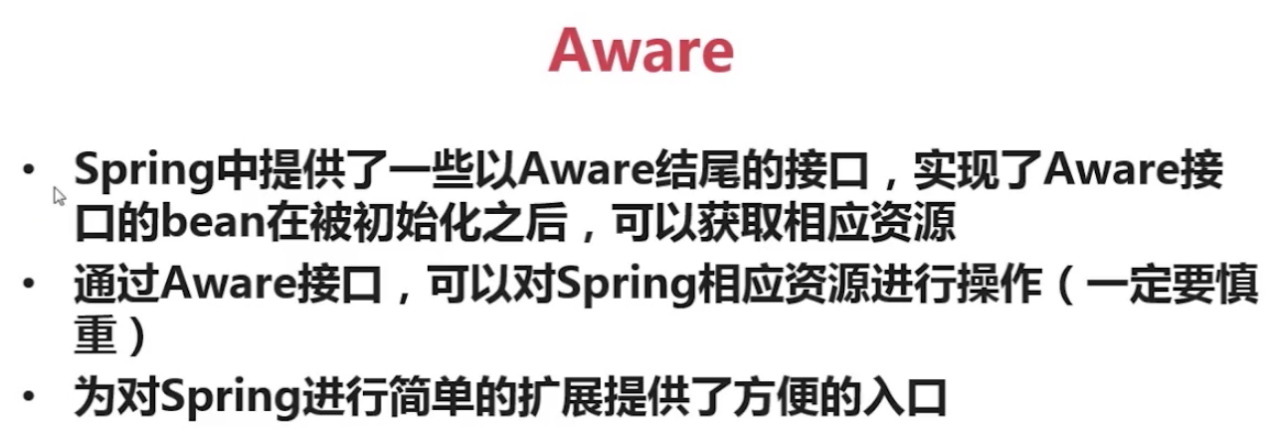 Aware
• Spring中提供了一些以Aware结尾的接口，实现了Aware接
口的bean在被初始化之后，可以获取相应资源
• 通过Aware接口，可以对Spring相应资源进行操作（一定要慎
重）
• 为对Spring进行简单的扩展提供了方便的入口